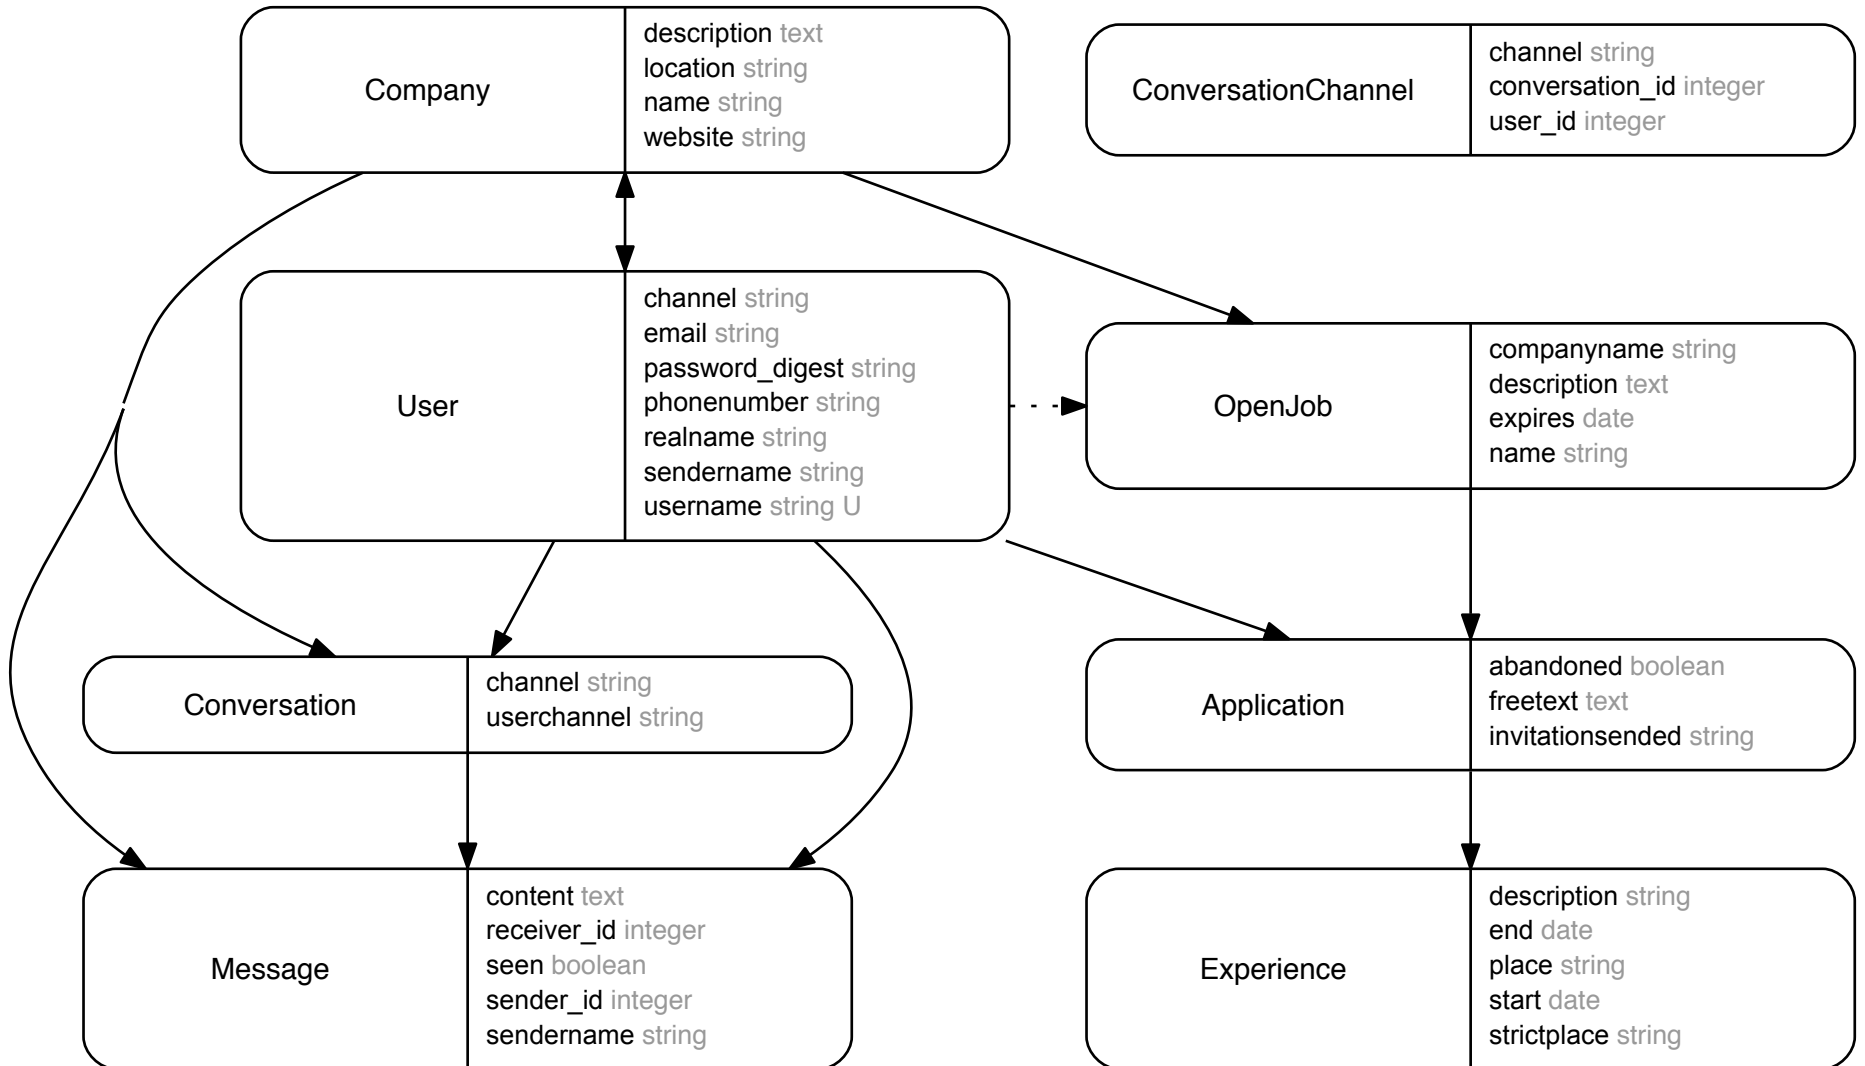 Company
description text
location string
name string
website string
ConversationChannel
channel string
conversation_id integer
user_id integer
User
channel string
email string
password_digest string
phonenumber string
realname string
sendername string
username string U
OpenJob
companyname string
description text
expires date
name string
Conversation
channel string
userchannel string
Application
abandoned boolean
freetext text
invitationsended string
Message
content text
receiver_id integer
seen boolean
sender_id integer
sendername string
Experience
description string
end date
place string
start date
strictplace string